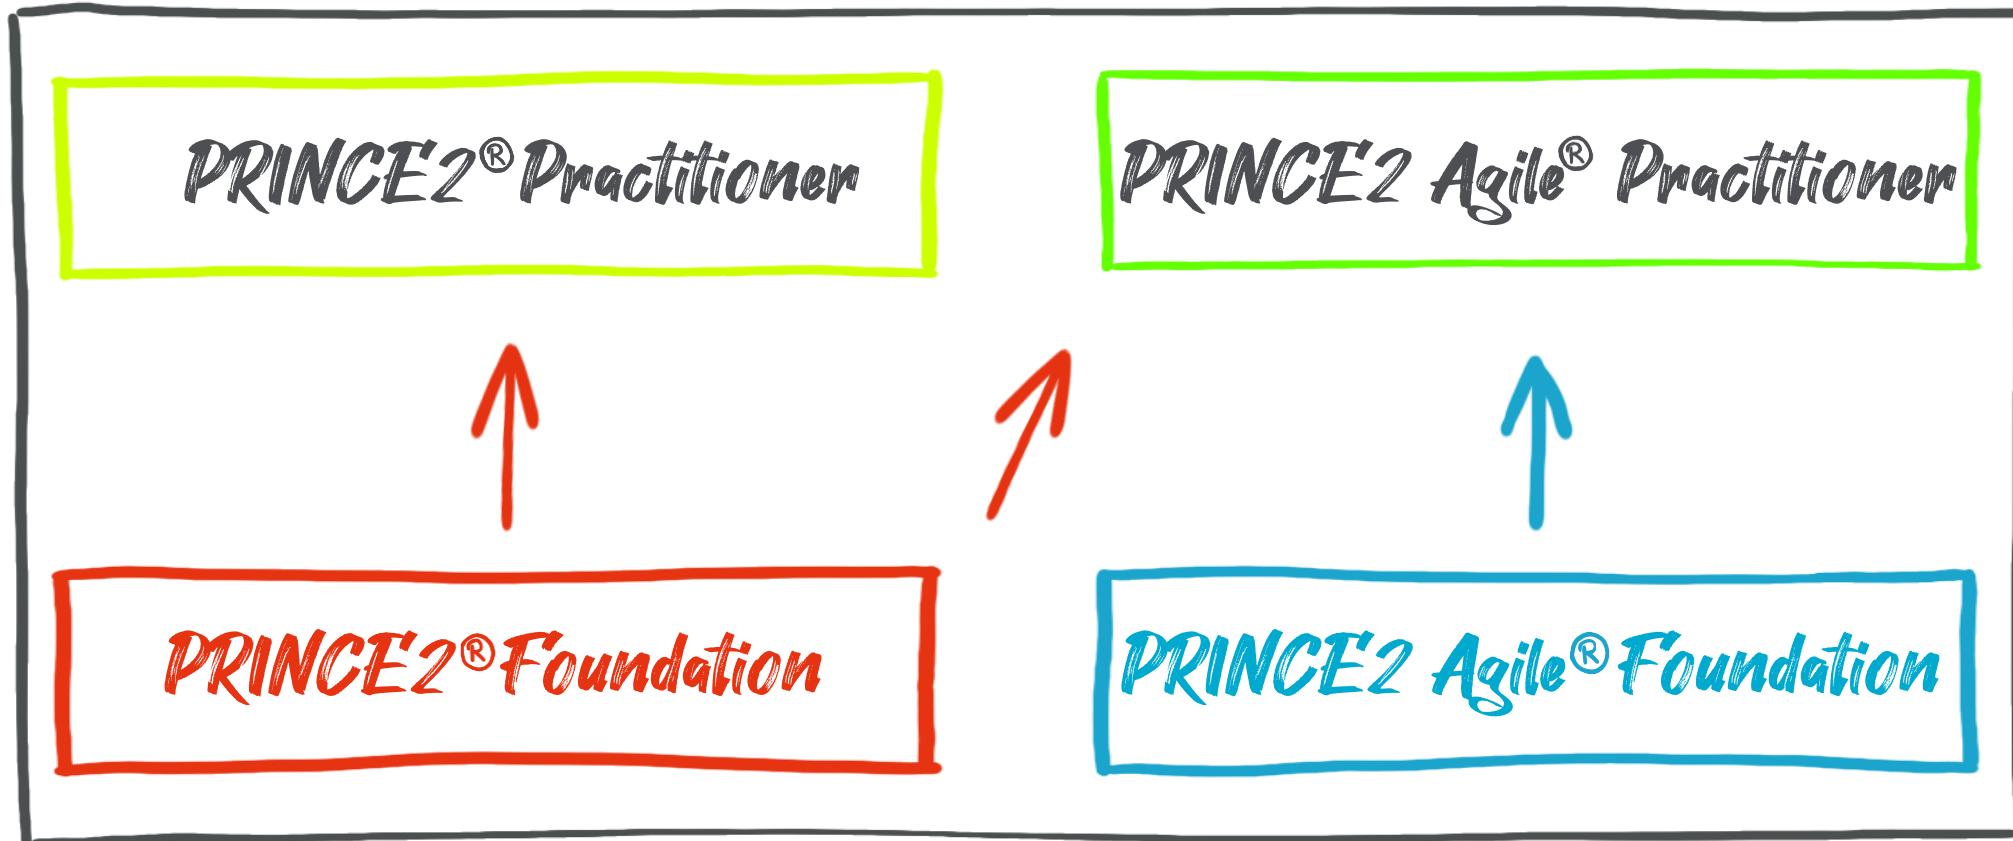 PRINCE2® Practitioner
PRINCE2 Agile® Practitioner
PRINCE2® Foundation
PRINCE2 Agile® Foundation